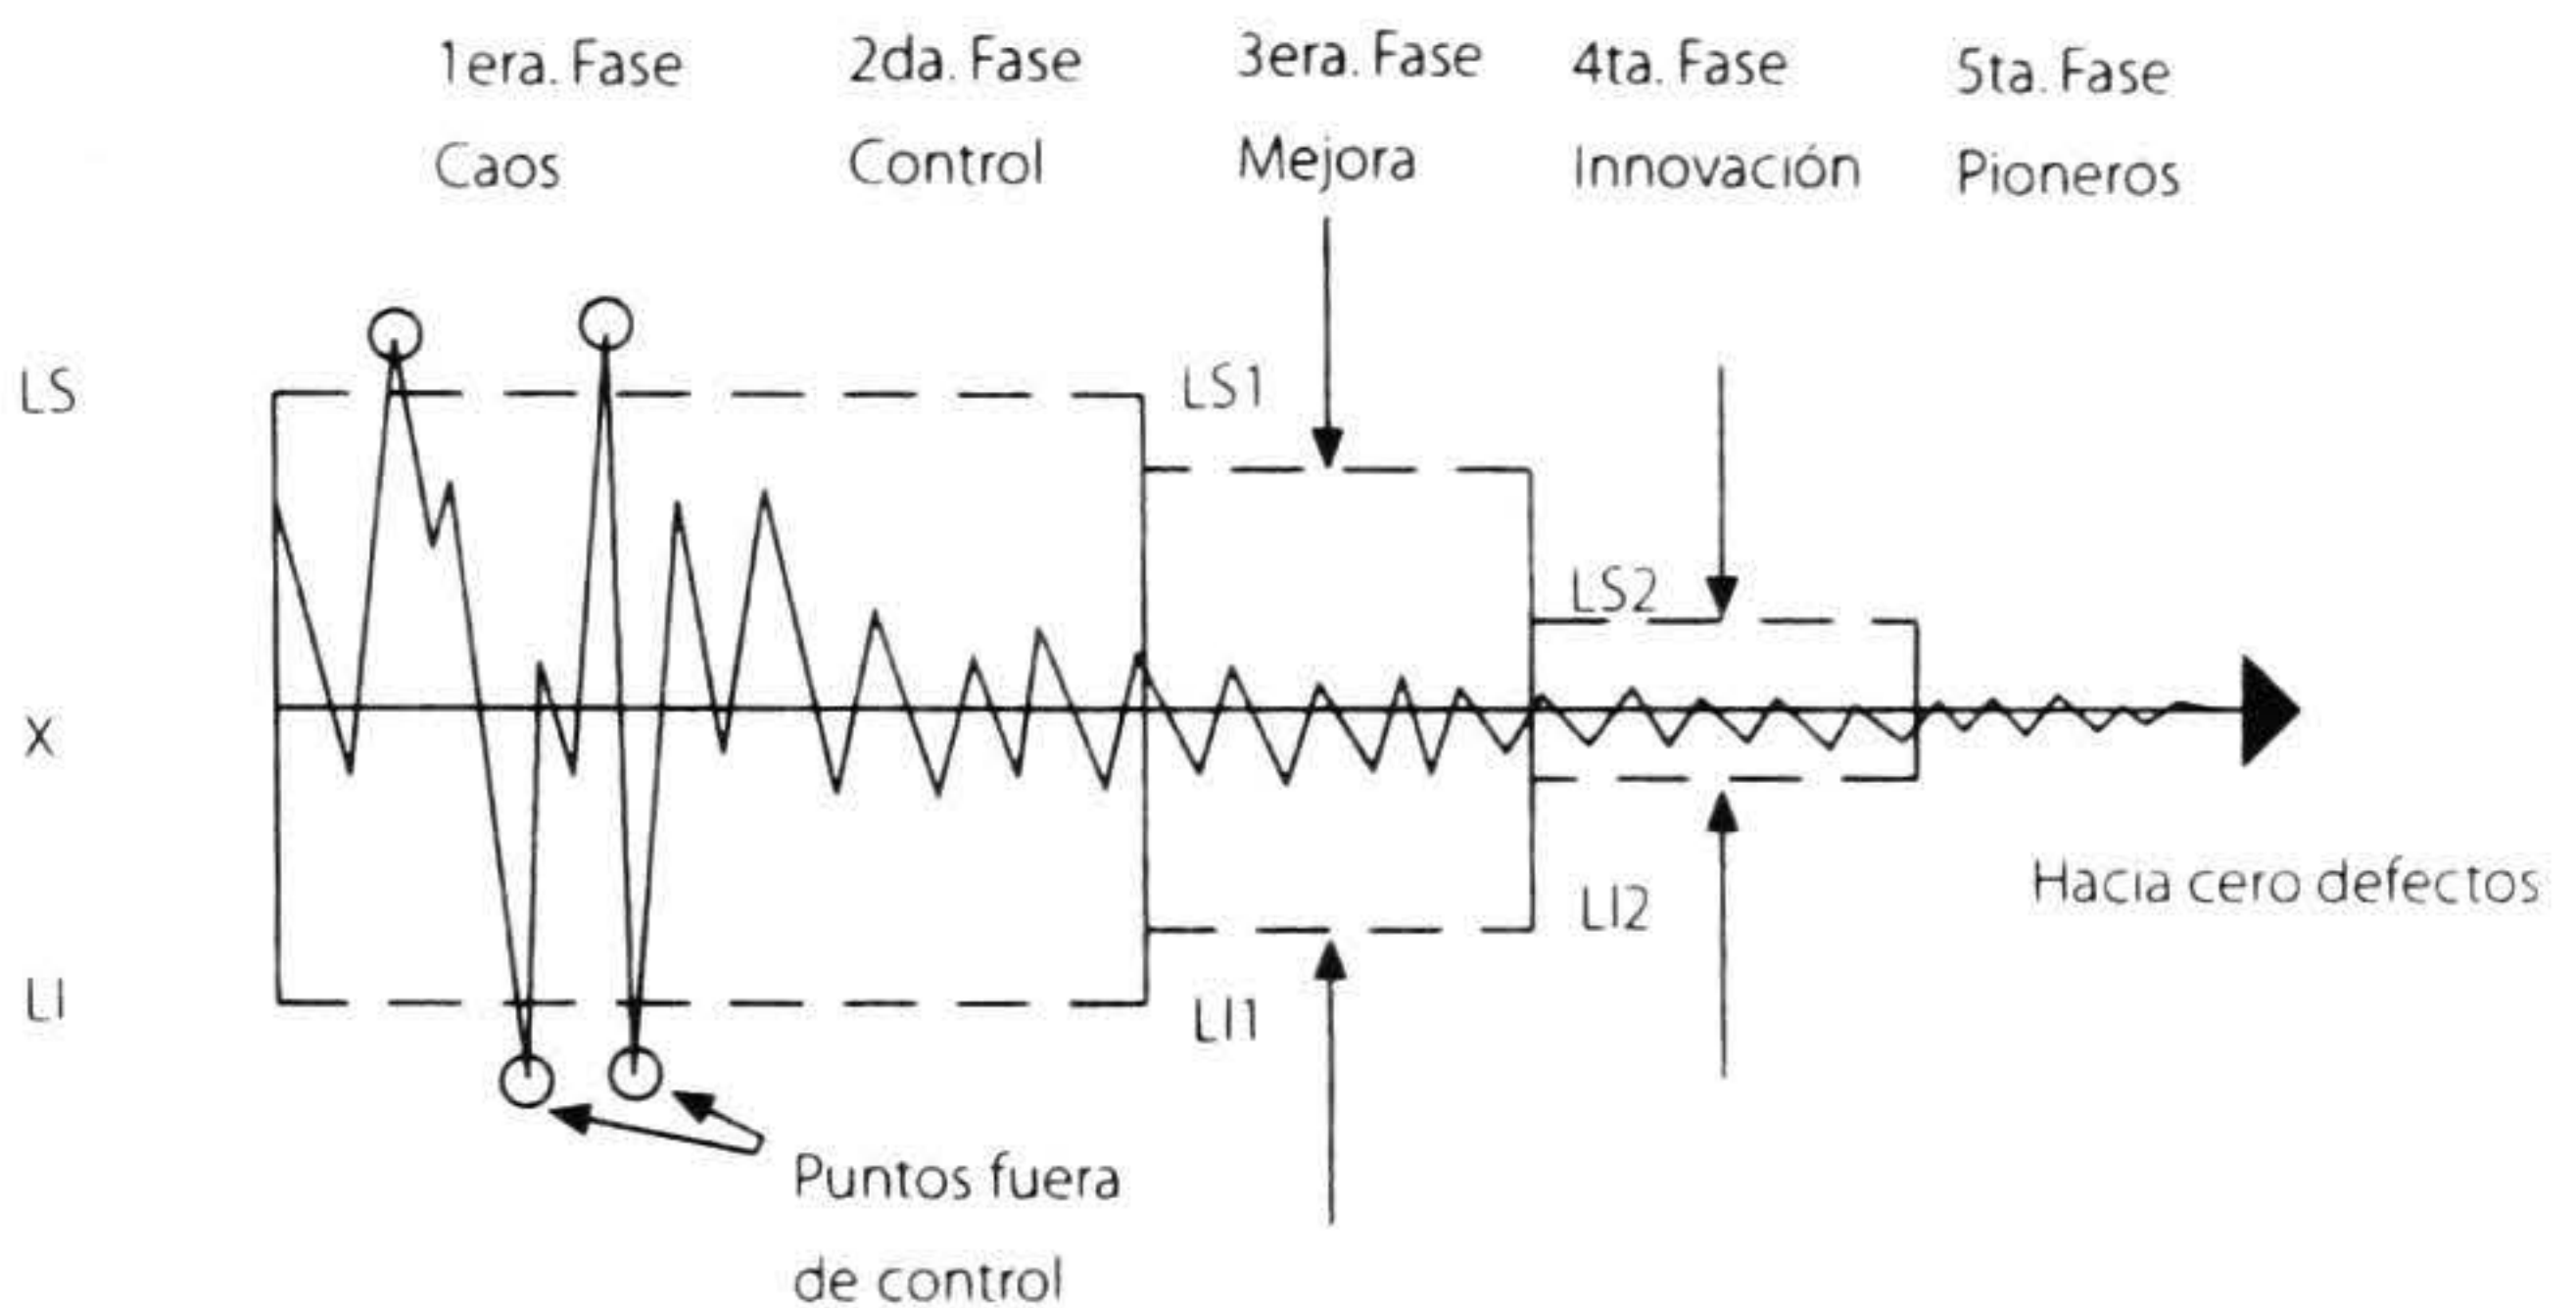 1era. Fase
Caos
2da. Fase
Control
3era. Fase
Mejora
4ta. Fase
Innovación
5ta. Fase
Pioneros
LS
LS1
LS2
X
Hacia cero defectos
LI2
LI
LI1
Puntos fuera
de control